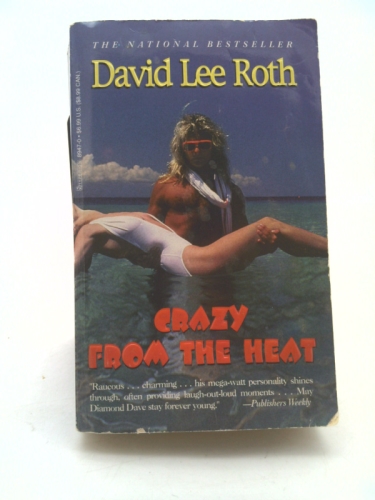 THE NATIONAL BESTSELLER
David Lee Roth
CRAZY
FROM THE HEAT
"Raucous . . . charming . . . his mega-watt personality shines
through, often providing laugh-out-loud moments . . . May
Diamond Dave stay forever young." —Publishers Weekly